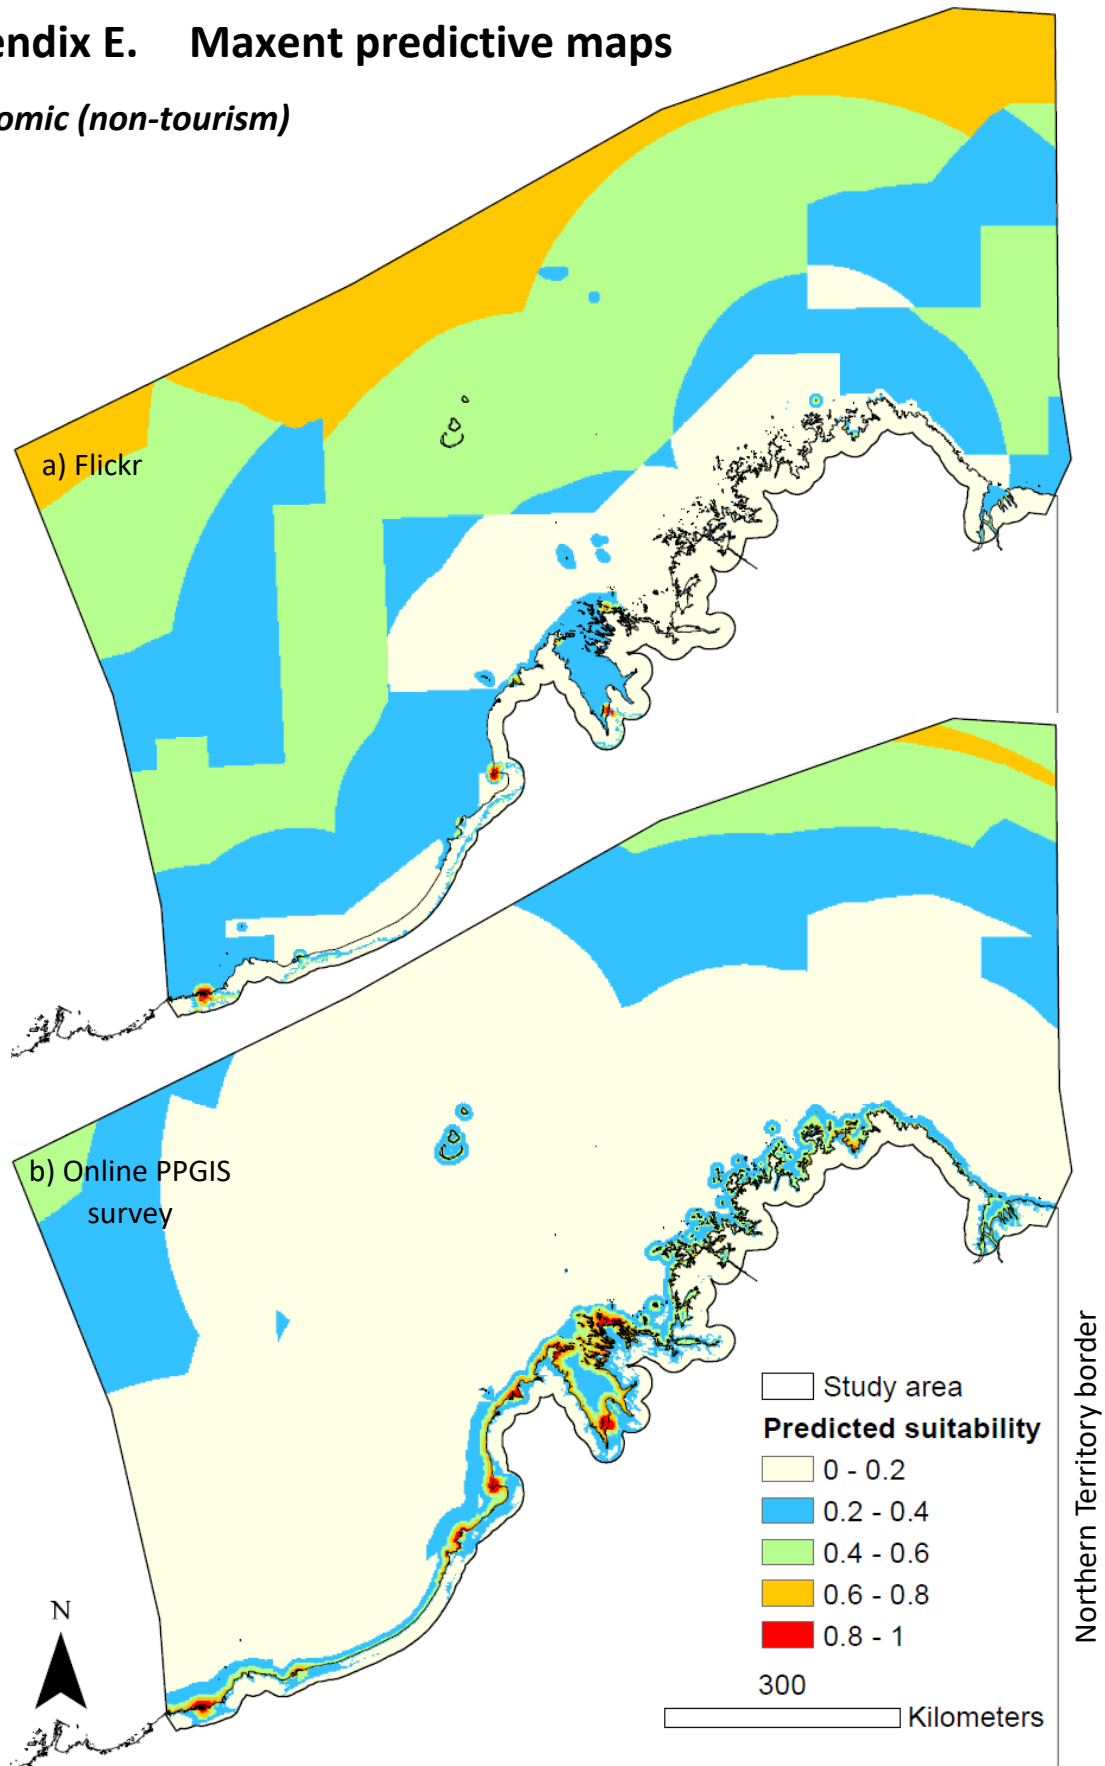 endix E. Maxent predictive maps
omic (non-tourism)
a) Flickr
b) Online PPGIS
survey
Study area
Predicted suitability
0 - 0.2
0.2 - 0.4
0.4 - 0.6
0.6 - 0.8
0.8 - 1
300
Kilometers
N
Northern Territory border